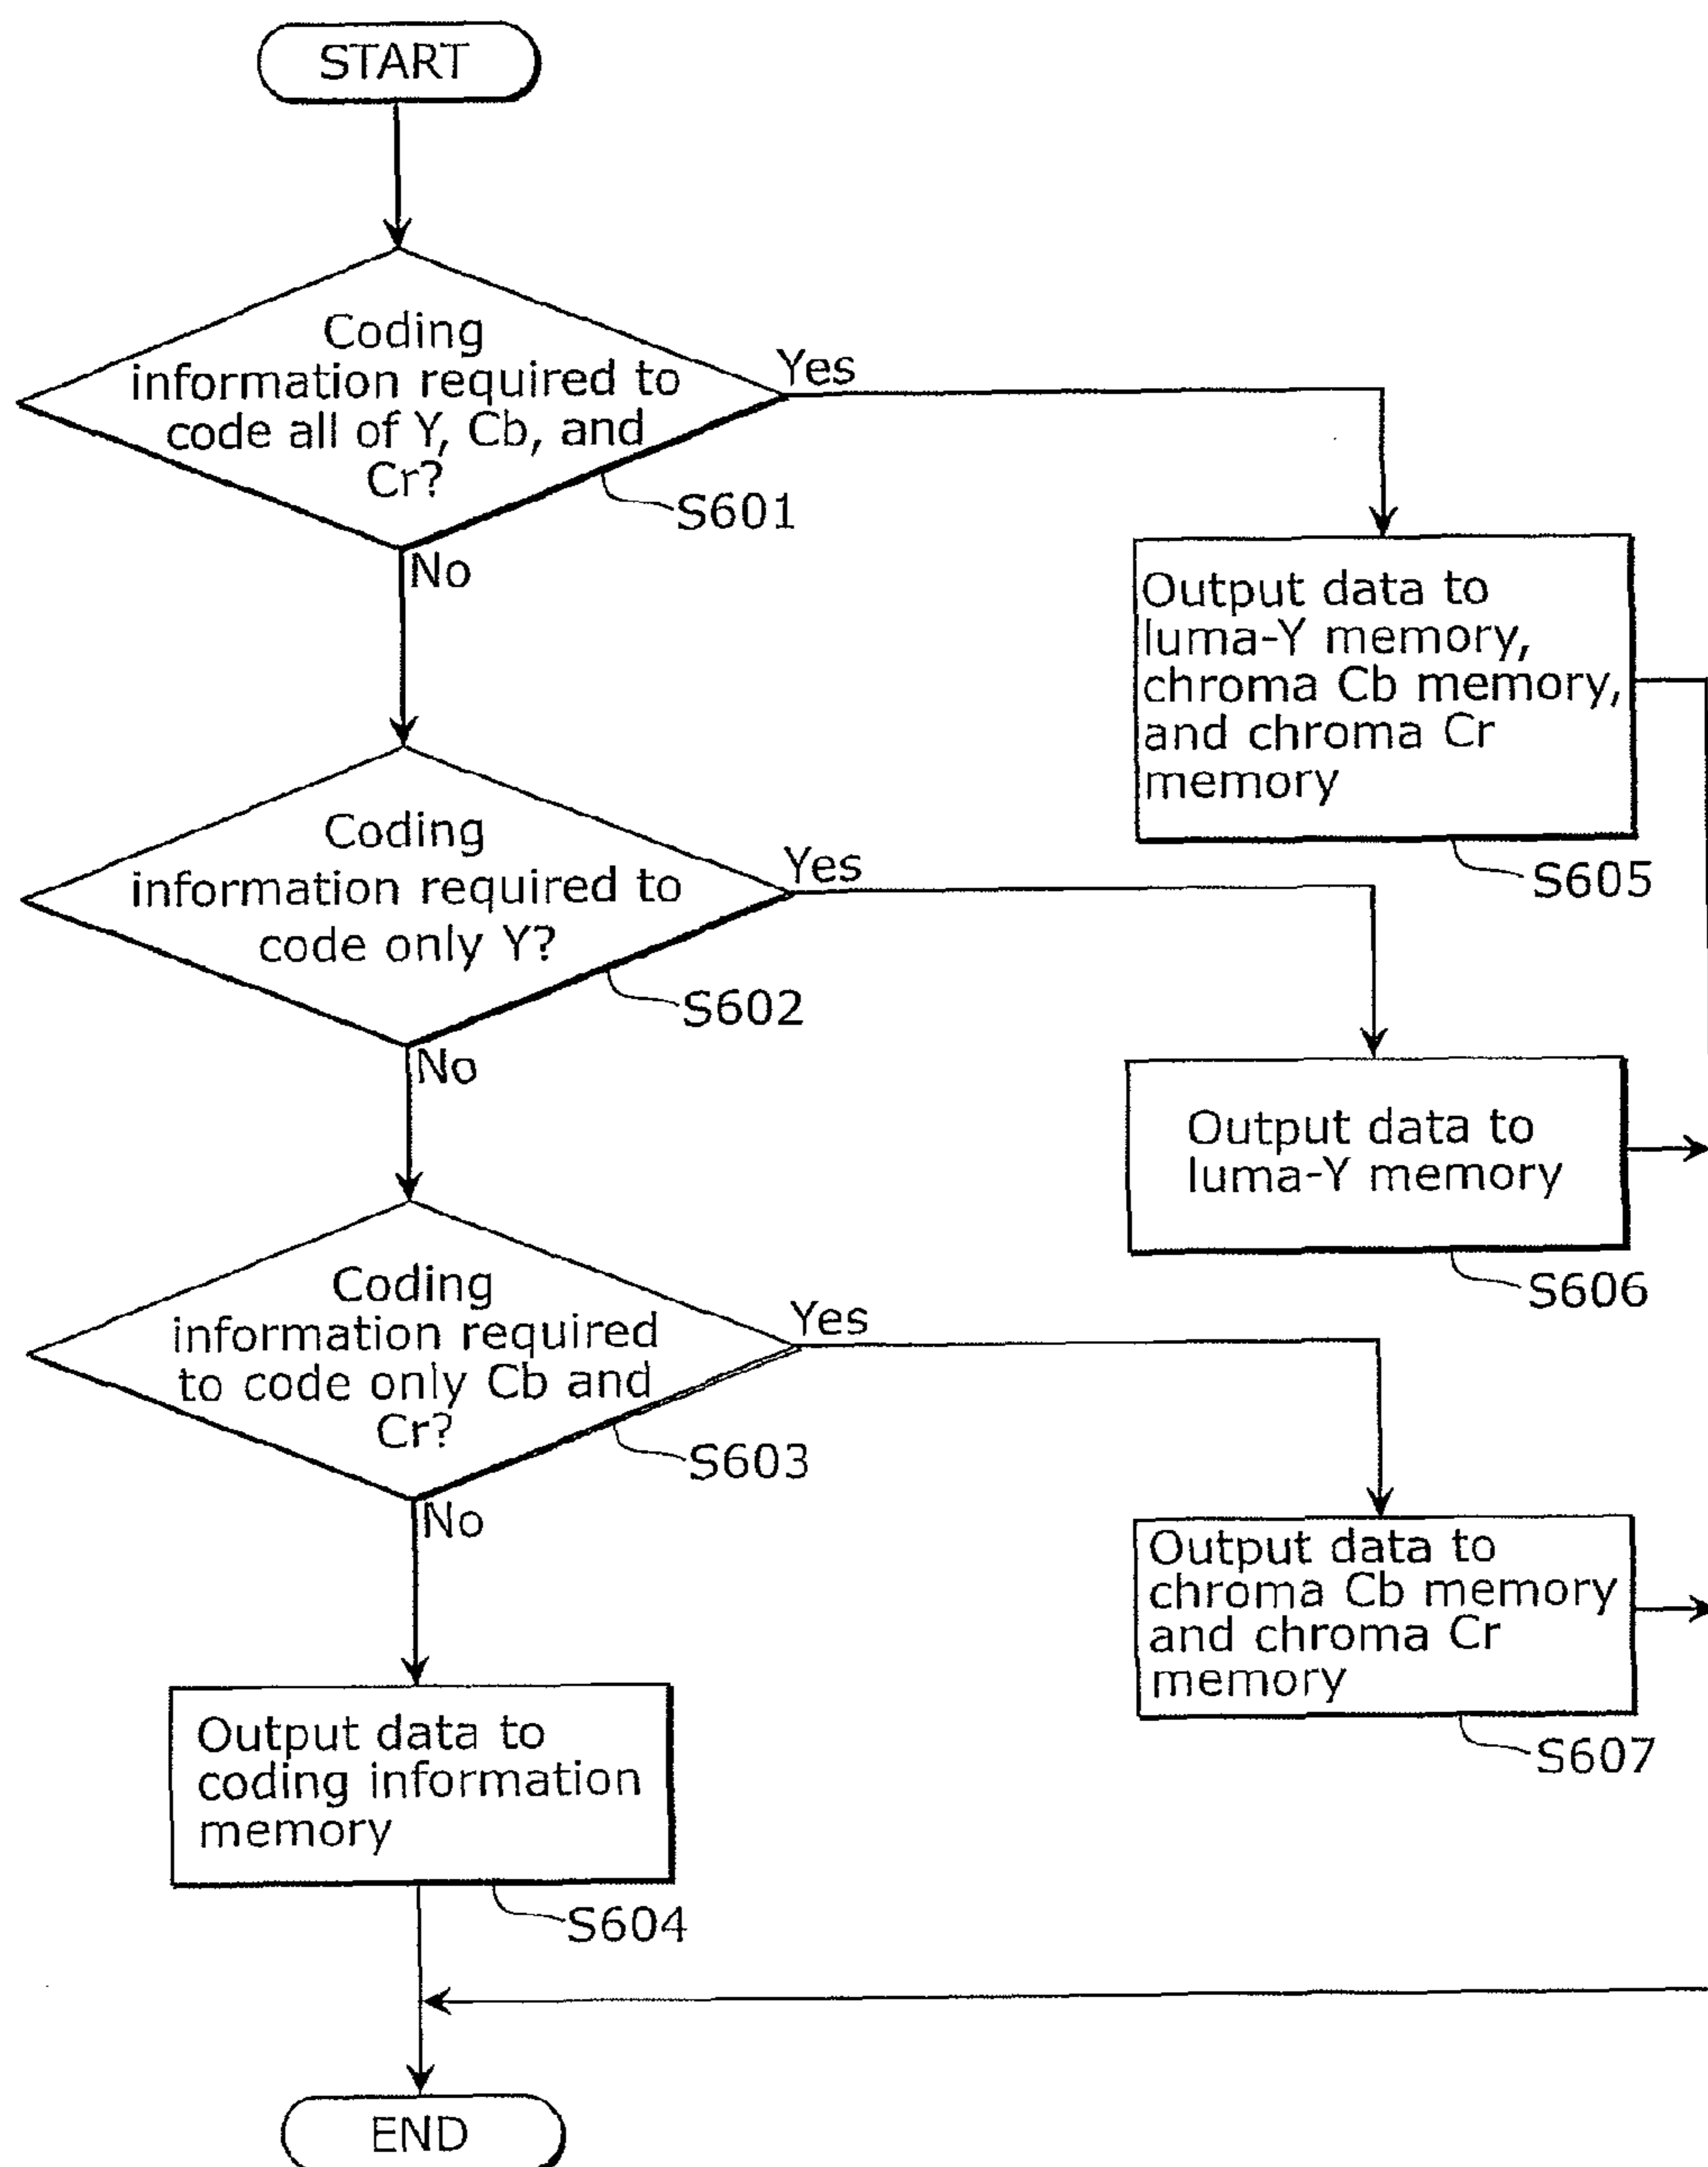 START
Coding
information required to
code all of Y, Cb, and
Cr?
Yes
S601
No
Output data to
luma-Y memory,
chroma Cb memory,
and chroma Cr
memory
S605
Coding
information required to
code only Y?
Yes
S602
No
Output data to
luma-Y memory
S606
Coding
information required
to code only Cb and
Cr?
Yes
S603
No
Output data to
chroma Cb memory
and chroma Cr
memory
S607
Output data to
coding information
memory
S604
END